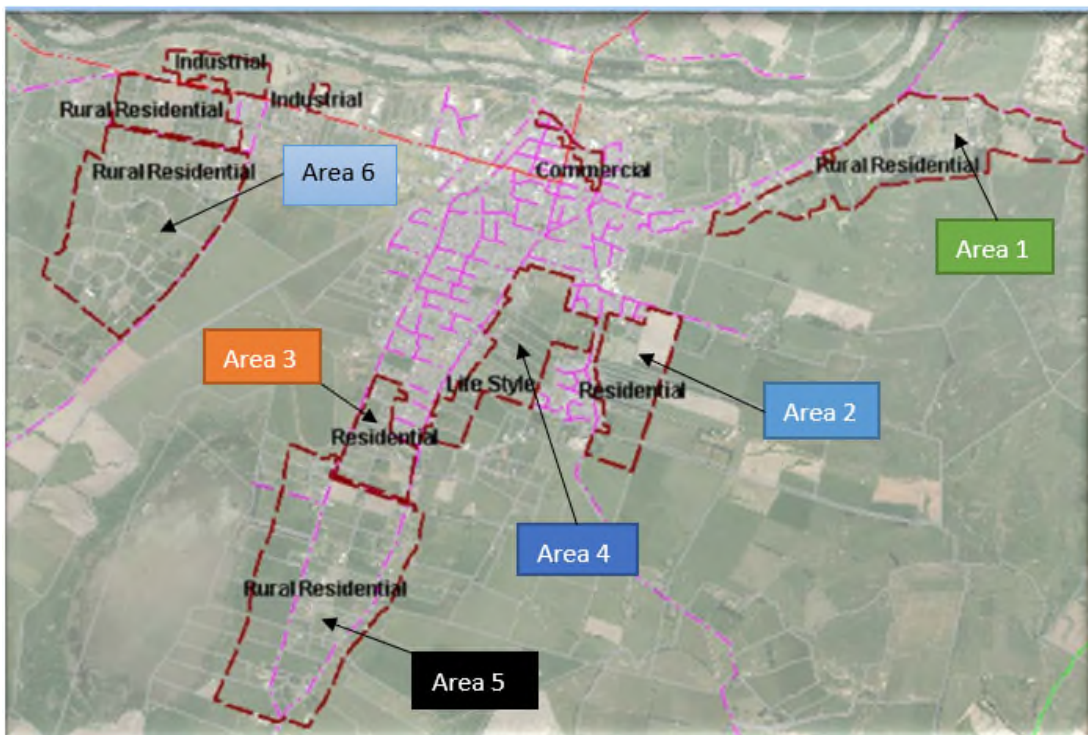 Industrial
Industrial
Rural Residential
Commercial
Rural Residential
Rural Residential
Area 6
Area 1
Area 3
Life Style
Residential
Area 2
Residential
Area 4
Rural Residential
Area 5